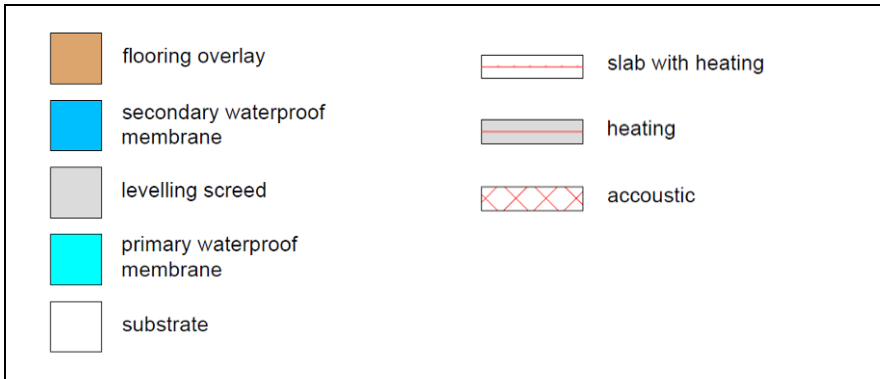 flooring overlay
secondary waterproof
membrane
levelling screed
primary waterproof
membrane
substrate
slab with heating
heating
accoustic